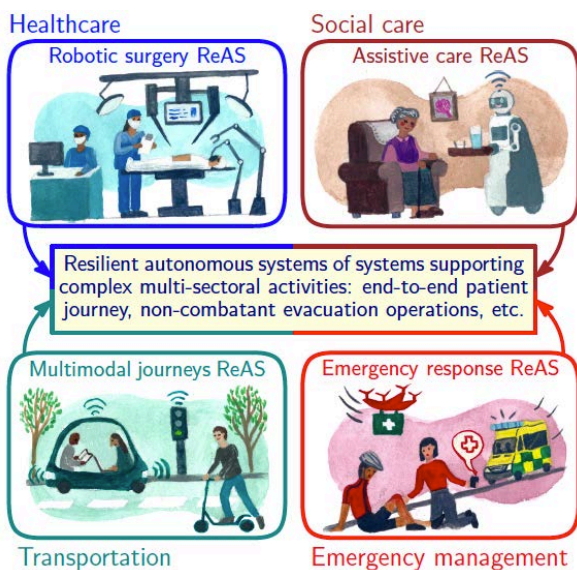 Healthcare
Social care
Robotic surgery ReAS
Assistive care ReAS
Resilient autonomous systems of systems supporting
complex multi-sectoral activities: end-to-end patient
journey, non-combatant evacuation operations, etc.
Multimodal journeys ReAS
Emergency response ReAS
Transportation
Emergency management